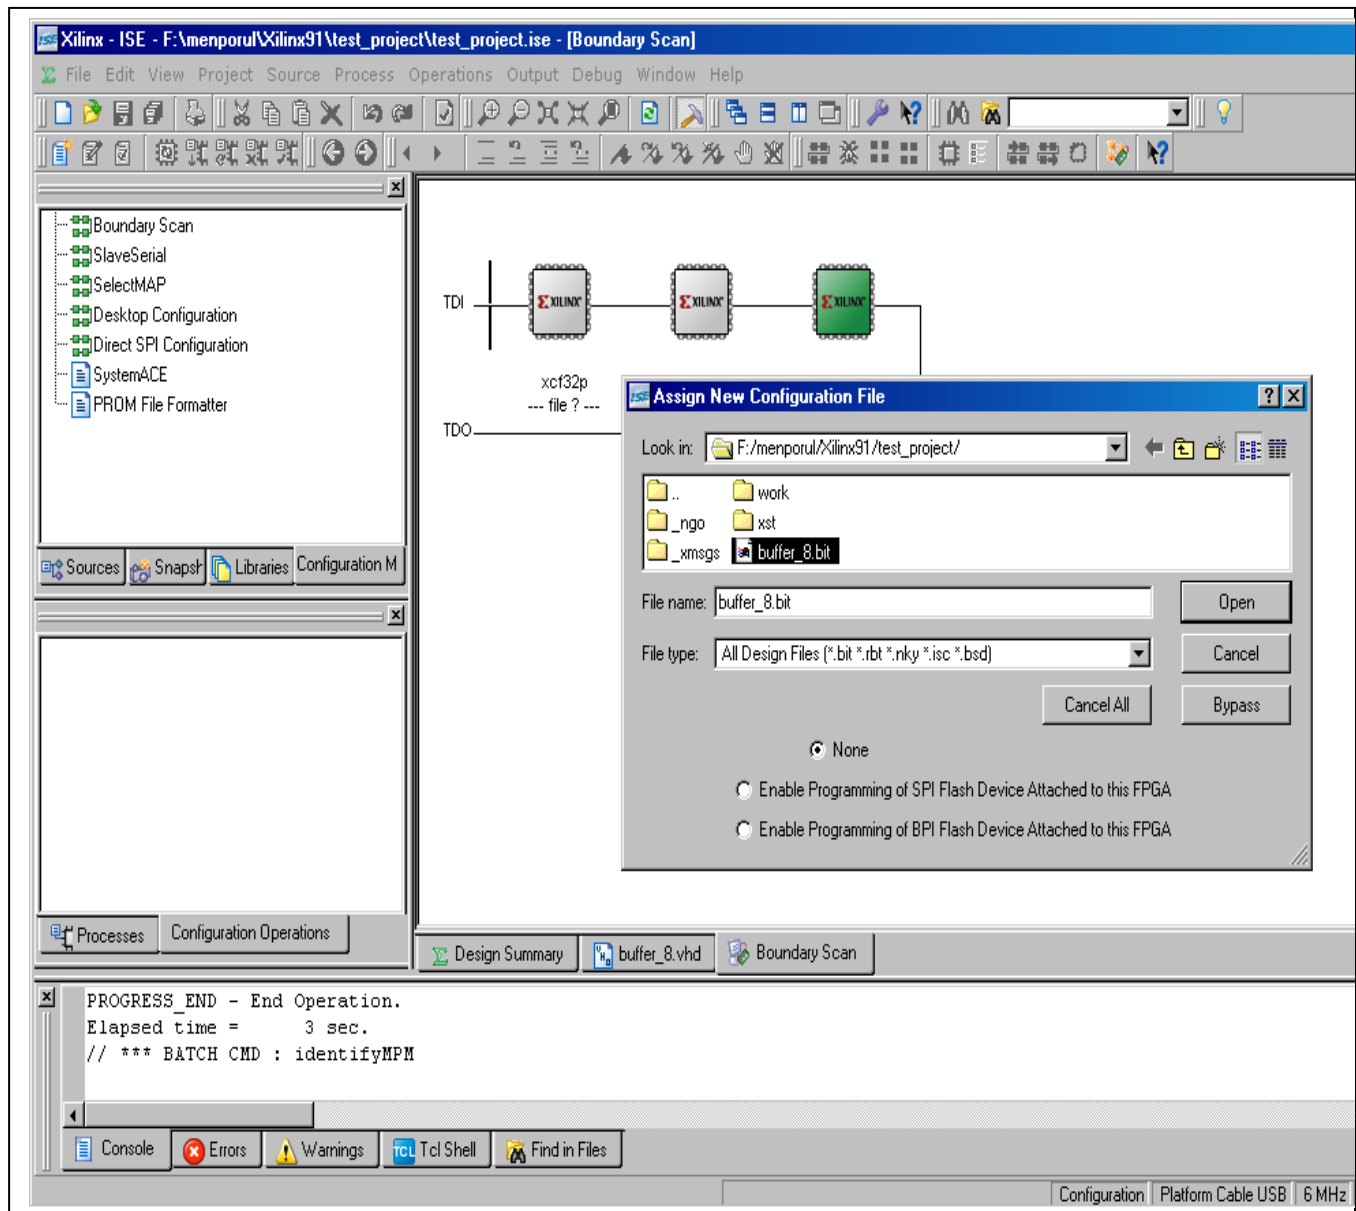 Xilinx - ISE - F:\menporul\Xilinx91\test_project\test_project.ise - [Boundary Scan]
File Edit View Project Source Process Operations Output Debug Window Help
Boundary Scan
SlaveSerial
SelectMAP
Desktop Configuration
Direct SPI Configuration
SystemACE
PROM File Formatter
Sources Snapsh Libraries Configuration M
Processes Configuration Operations
TDI
XILINX XILINX XILINX
xcf32p
--- file ? ---
TDO
Assign New Configuration File
Look in: F:/menporul/Xilinx91/test_project/
.. work
_ngo xst
_xmsgs buffer_8.bit
File name: buffer_8.bit Open
File type: All Design Files (*.bit *.rbt *.nky *.isc *.bsd) Cancel
Cancel All Bypass
None
Enable Programming of SPI Flash Device Attached to this FPGA
Enable Programming of BPI Flash Device Attached to this FPGA
Design Summary buffer_8.vhd Boundary Scan
PROGRESS_END - End Operation.
Elapsed time = 3 sec.
// *** BATCH CMD : identifyMPM
Console Errors Warnings TCL Tcl Shell Find in Files
Configuration Platform Cable USB 6 MHz